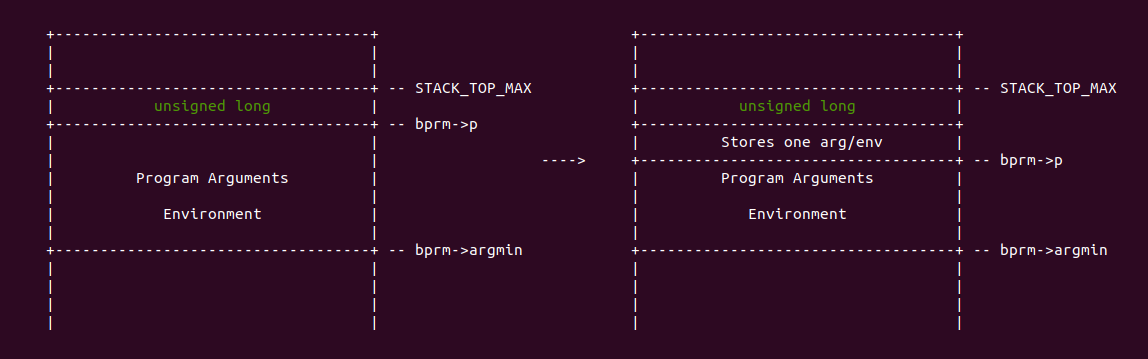 +-----------------------------------+                            +-----------------------------------+
|                                   |                            |                                   |
|                                   |                            |                                   |
+-----------------------------------+ -- STACK_TOP_MAX           +-----------------------------------+ -- STACK_TOP_MAX
|           unsigned long           |                            |           unsigned long           |
+-----------------------------------+ -- bprm->p                 +-----------------------------------+
|                                   |                            |         Stores one arg/env        |
|                                   |                  ---->     +-----------------------------------+ -- bprm->p
|         Program Arguments         |                            |         Program Arguments         |
|                                   |                            |                                   |
|            Environment            |                            |            Environment            |
|                                   |                            |                                   |
+-----------------------------------+ -- bprm->argmin            +-----------------------------------+ -- bprm->argmin
|                                   |                            |                                   |
|                                   |                            |                                   |
|                                   |                            |                                   |
|                                   |                            |                                   |